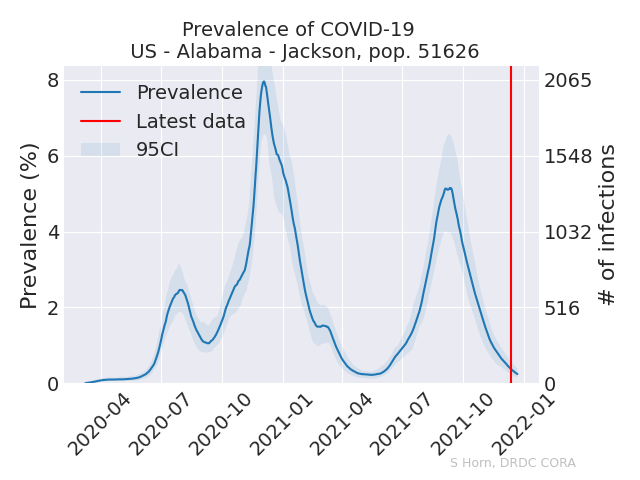 Prevalence of COVID-19
US - Alabama - Jackson, pop. 51626
Prevalence
Latest data
95CI
Prevalence (%)
8
6
4
2
0
2065
1548
1032
516
0
# of infections
2020-04
2020-07
2020-10
2021-01
2021-04
2021-07
2021-10
2022-01
S Horn, DRDC CORA